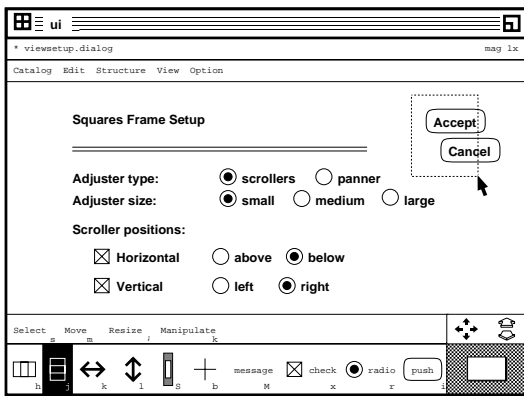 ui
* viewsetup.dialog mag 1x
Catalog Edit Structure View Option
Squares Frame Setup
Accept
Cancel
Adjuster type: scrollers panner
Adjuster size: small medium large
Scroller positions:
Horizontal above below
Vertical left right
Select Move Resize Manipulate
s m ; k
message check radio push
h j k l S b M x r i